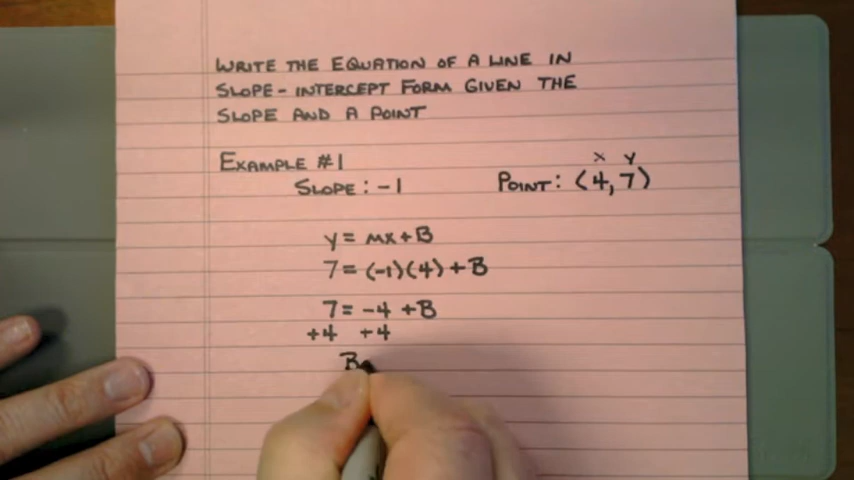 WRITE THE EQUATION OF A LINE IN
SLOPE-INTERCEPT FORM GIVEN THE
SLOPE AND A POINT
EXAMPLE #1
X Y
SLOPE: -1 POINT: (4,7)
y = mx + B
7 = (-1)(4) + B
7 = -4 + B
+4 +4
B